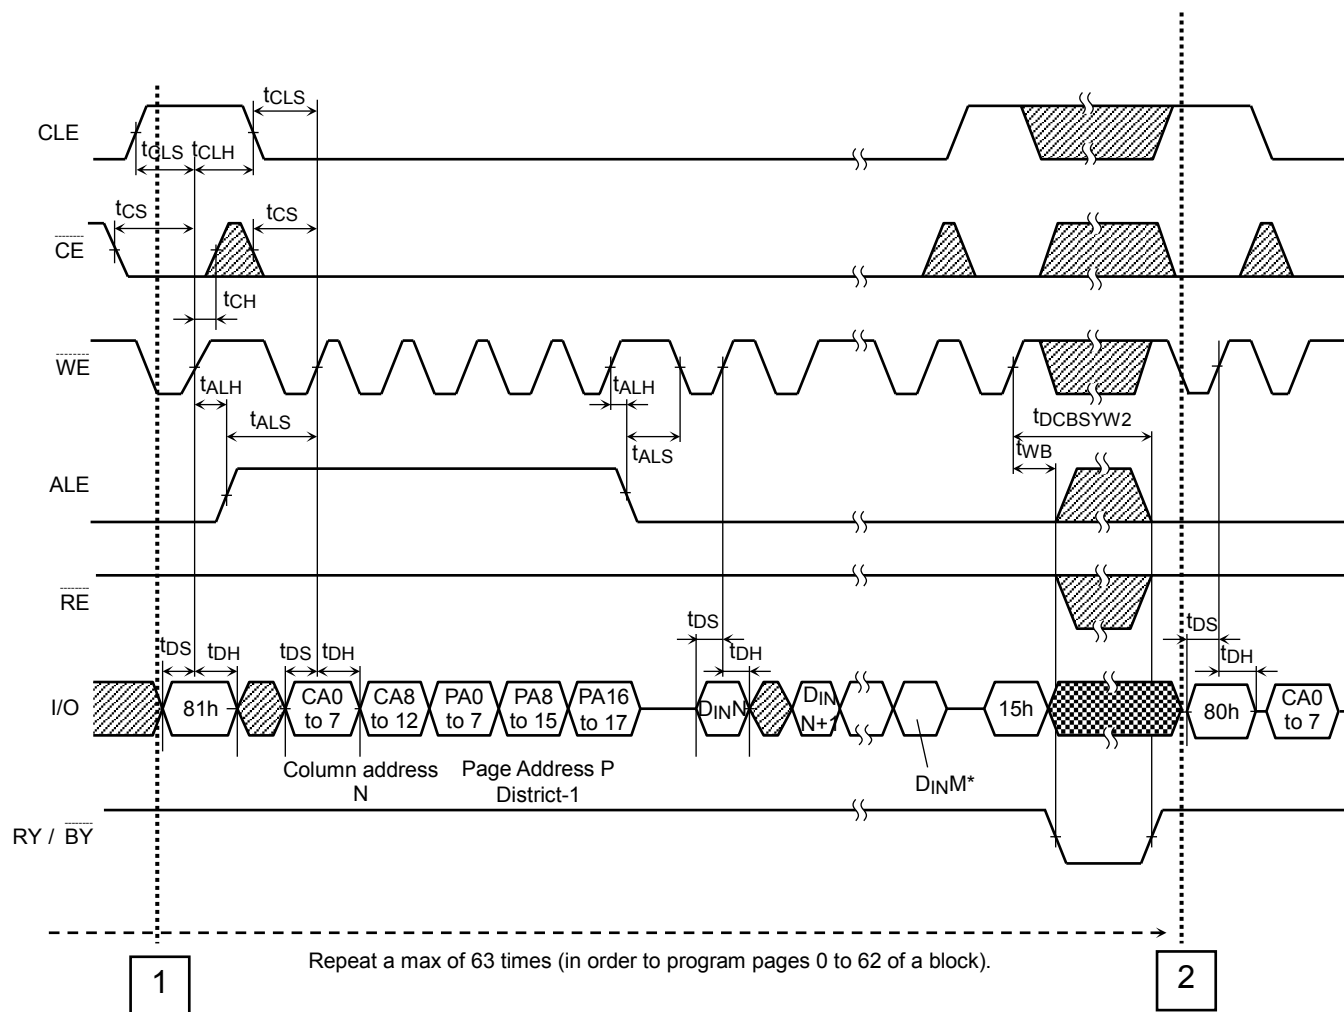 tCLS
CLE
tCLS tCLH
tCS tCS
CE
tCH
WE
tALH tALH
tALS tDCBSYW2
tALS tWB
ALE
RE
tDS tDS
tDS tDH tDS tDH tDH tDH
I/O 81h CA0 to 7 CA8 to 12 PA0 to 7 PA8 to 15 PA16 to 17 DINN DIN N+1 15h 80h CA0 to 7
Column address N
Page Address P District-1
DINM*
RY / BY
Repeat a max of 63 times (in order to program pages 0 to 62 of a block).
1 2